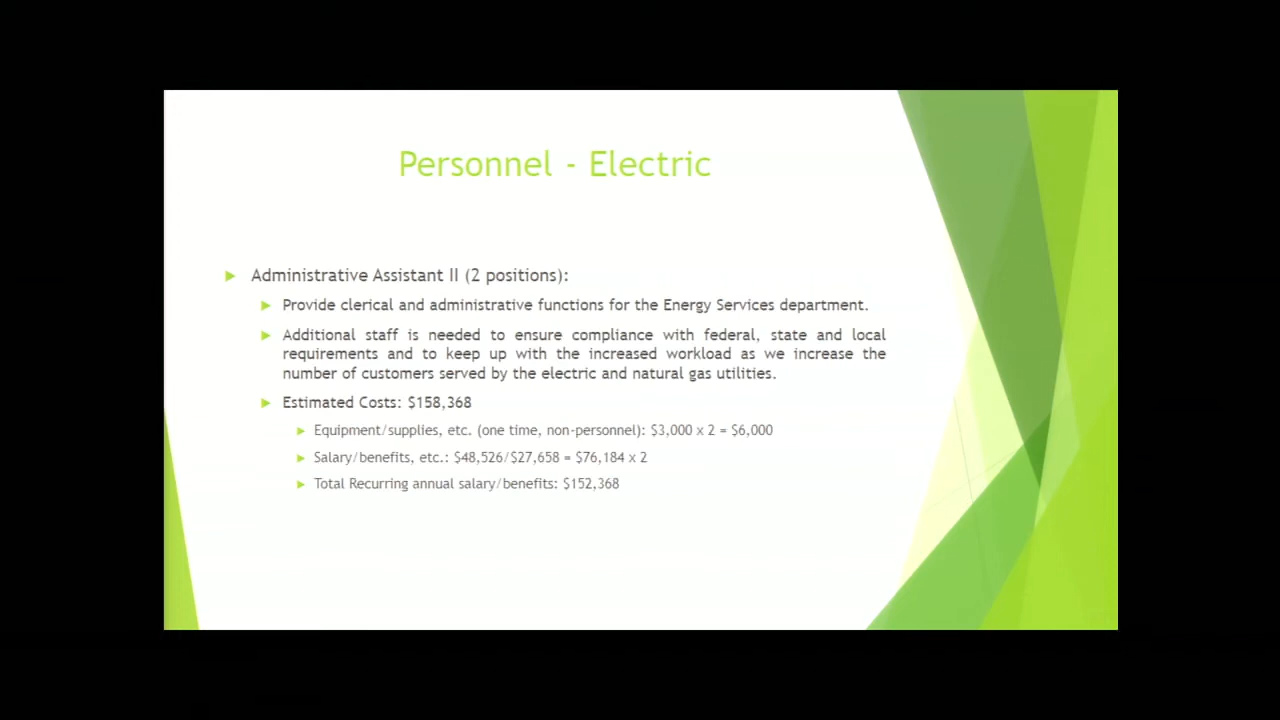 Personnel - Electric
Administrative Assistant II (2 positions):
Provide clerical and administrative functions for the Energy Services department.
Additional staff is needed to ensure compliance with federal, state and local
requirements and to keep up with the increased workload as we increase the
number of customers served by the electric and natural gas utilities.
Estimated Costs: $158,368
Equipment/supplies, etc. (one time, non-personnel): $3,000 x 2 = $6,000
Salary/benefits, etc.: $48,526/$27,658 = $76,184 x 2
Total Recurring annual salary/benefits: $152,368